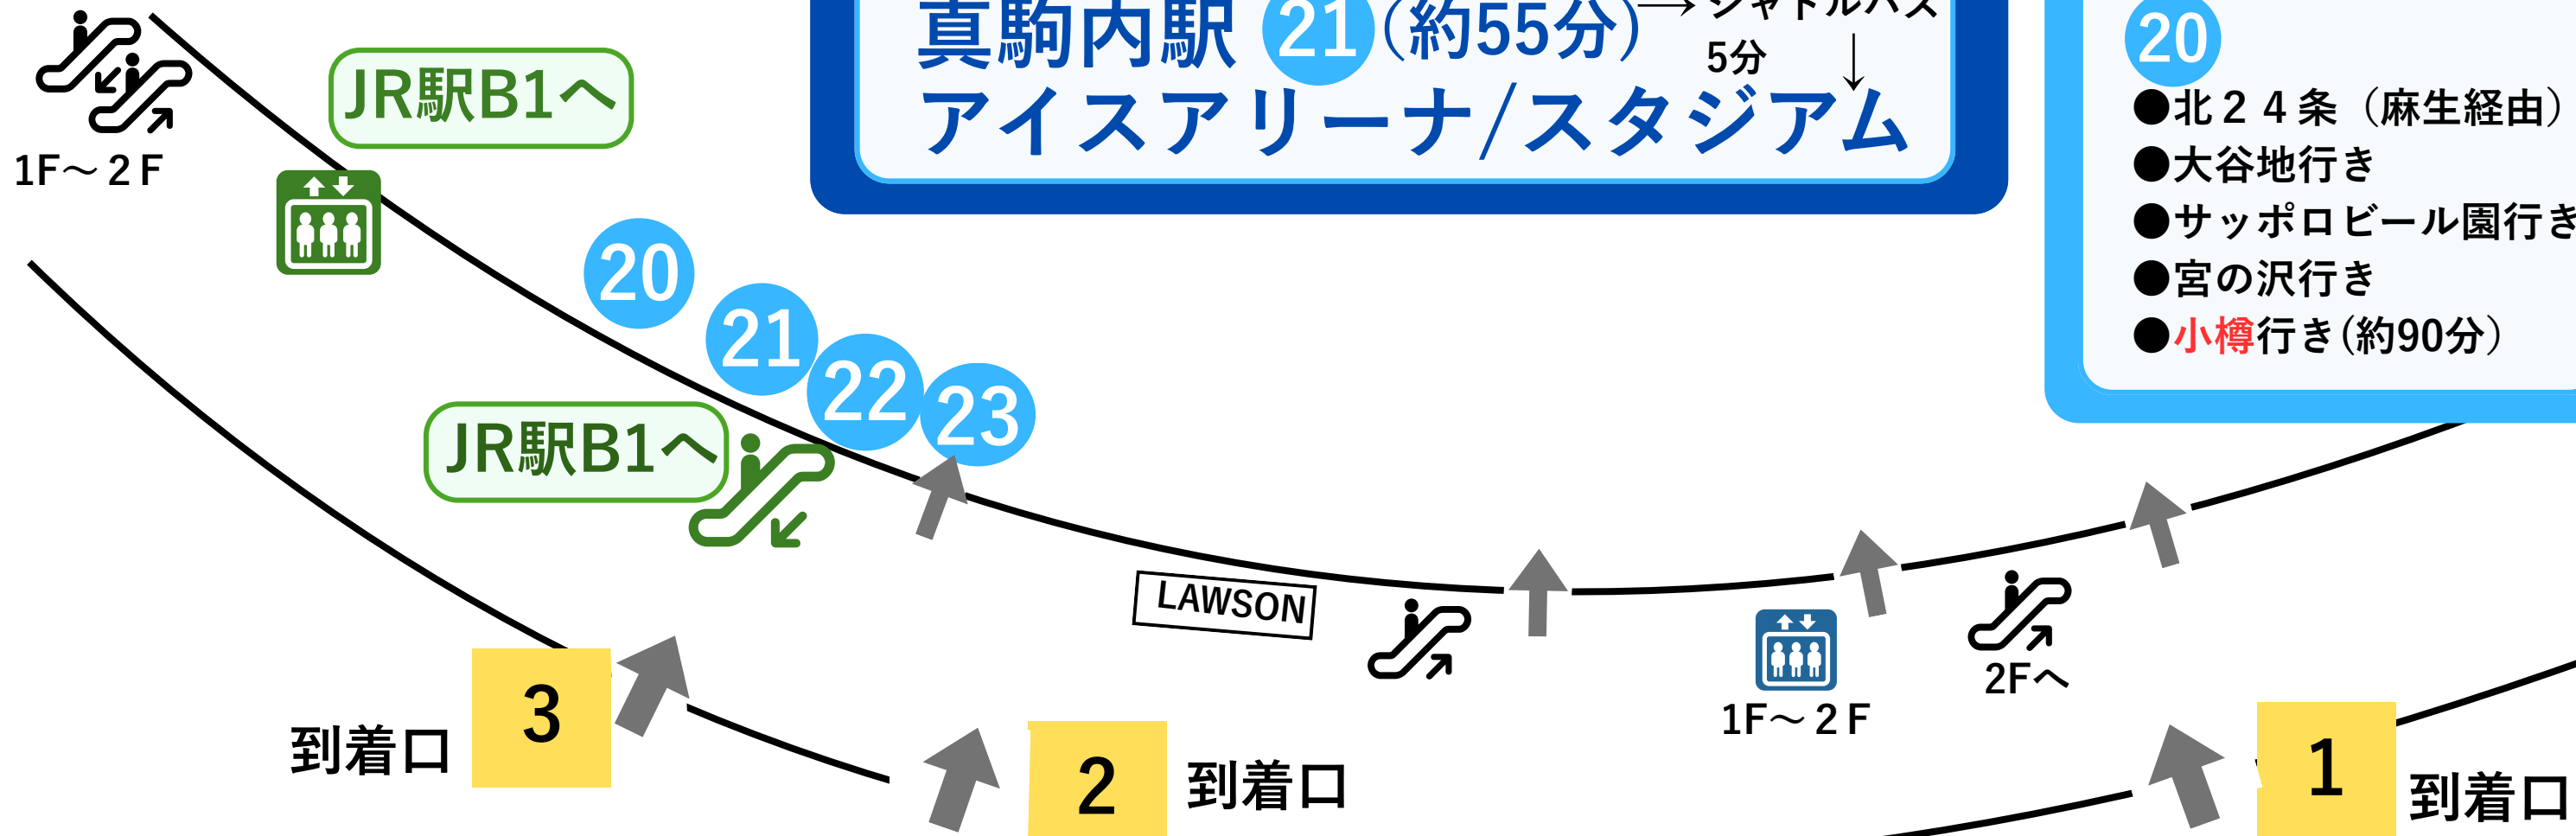 真駒内駅 21 (約55分) → シャトルバス
5分
アイスアリーナ/スタジアム
20
●北２４条（麻生経由）
●大谷地行き
●サッポロビール園行き
●宮の沢行き
●小樽行き(約90分）
JR駅B1へ
1F～２F
20
21
22
23
JR駅B1へ
LAWSON
2Fへ
1F～２F
到着口 3
2 到着口
1 到着口